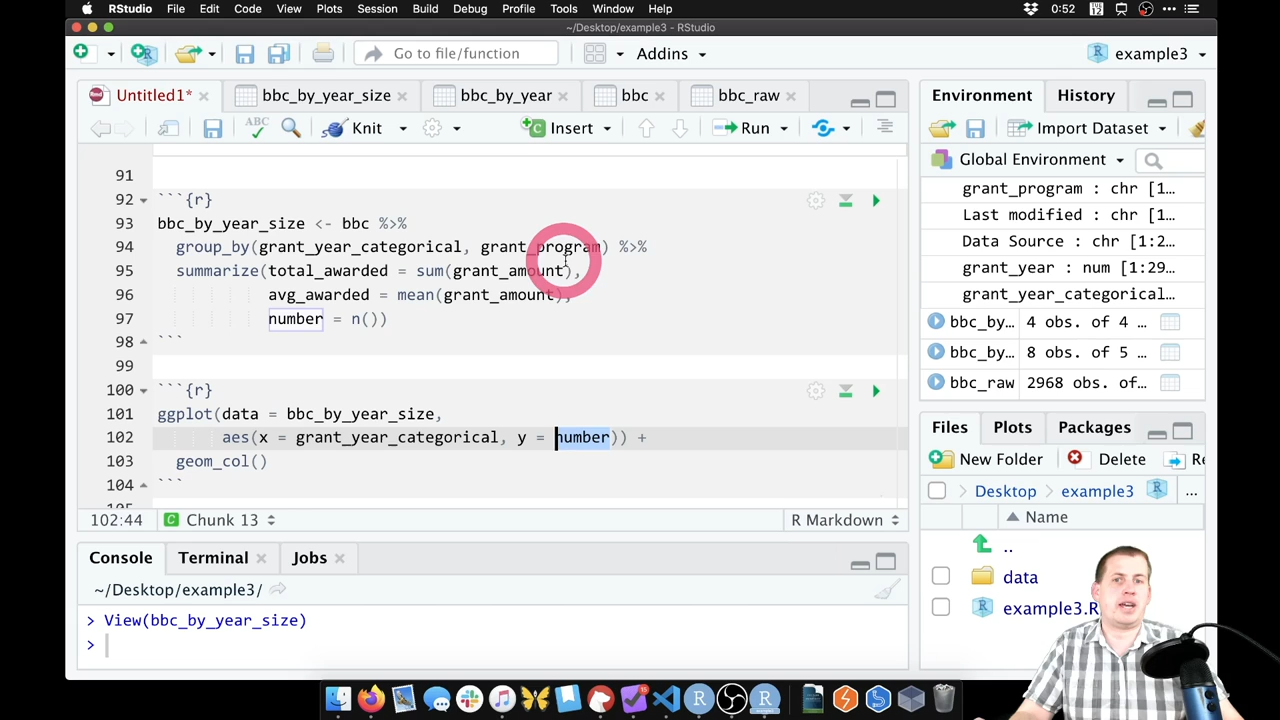 RStudio File Edit Code View Plots Session Build Debug Profile Tools Window Help 0:52
~/Desktop/example3 - RStudio
Go to file/function Addins example3
Untitled1* bbc_by_year_size bbc_by_year bbc bbc_raw
ABC Knit Insert Run
91
92 ```{r}
93 bbc_by_year_size <- bbc %>%
94 group_by(grant_year_categorical, grant_program) %>%
95 summarize(total_awarded = sum(grant_amount),
96 avg_awarded = mean(grant_amount),
97 number = n())
98 ```
99
100 ```{r}
101 ggplot(data = bbc_by_year_size,
102 aes(x = grant_year_categorical, y = number)) +
103 geom_col()
104 ```
102:44 Chunk 13 R Markdown
Console Terminal Jobs
~/Desktop/example3/
> View(bbc_by_year_size)
>
Environment History
Import Dataset
Global Environment
grant_program : chr [1…
Last modified : chr [1…
Data Source : chr [1:2…
grant_year : num [1:29…
grant_year_categorical…
bbc_by… 4 obs. of 4 …
bbc_by… 8 obs. of 5 …
bbc_raw 2968 obs. of…
Files Plots Packages
New Folder Delete Re
Desktop example3 ...
Name
..
data
example3.R